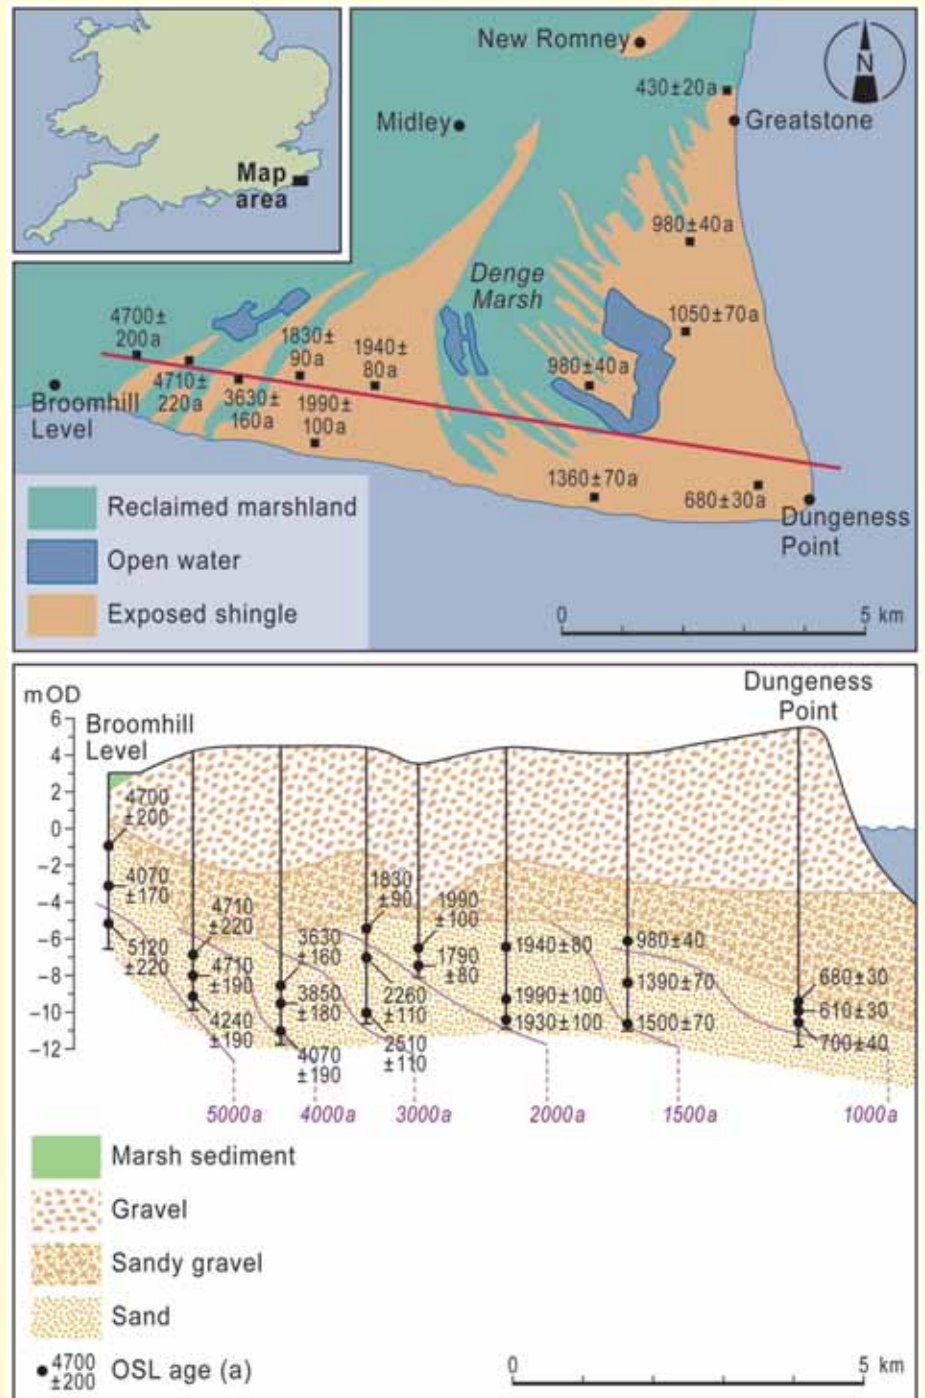 New Romney
N
430±20a
Midley
Greatstone
Map
area
980±40a
Denge
Marsh
4700±
200a
1830±
90a
1940±
80a
1050±70a
980±40a
4710±
220a
3630±
160a
1990±
100a
Broomhill
Level
1360±70a
680±30a
Dungeness
Point
Reclaimed marshland
Open water
Exposed shingle
0 5 km
mOD
Dungeness
Point
Broomhill
Level
6
4
2
0
−2
−4
−6
−8
−10
−12
4700
±200
4070
±170
5120
±220
4710
±220
4710
±190
4240
±190
3630
±160
3850
±180
4070
±190
1830
±90
2260
±110
2510
±110
1990
±100
1790
±80
1940±80
1990±100
1930±100
980±40
1390±70
1500±70
680±30
610±30
700±40
5000a
4000a
3000a
2000a
1500a
1000a
Marsh sediment
Gravel
Sandy gravel
Sand
4700
±200
OSL age (a)
0 5 km